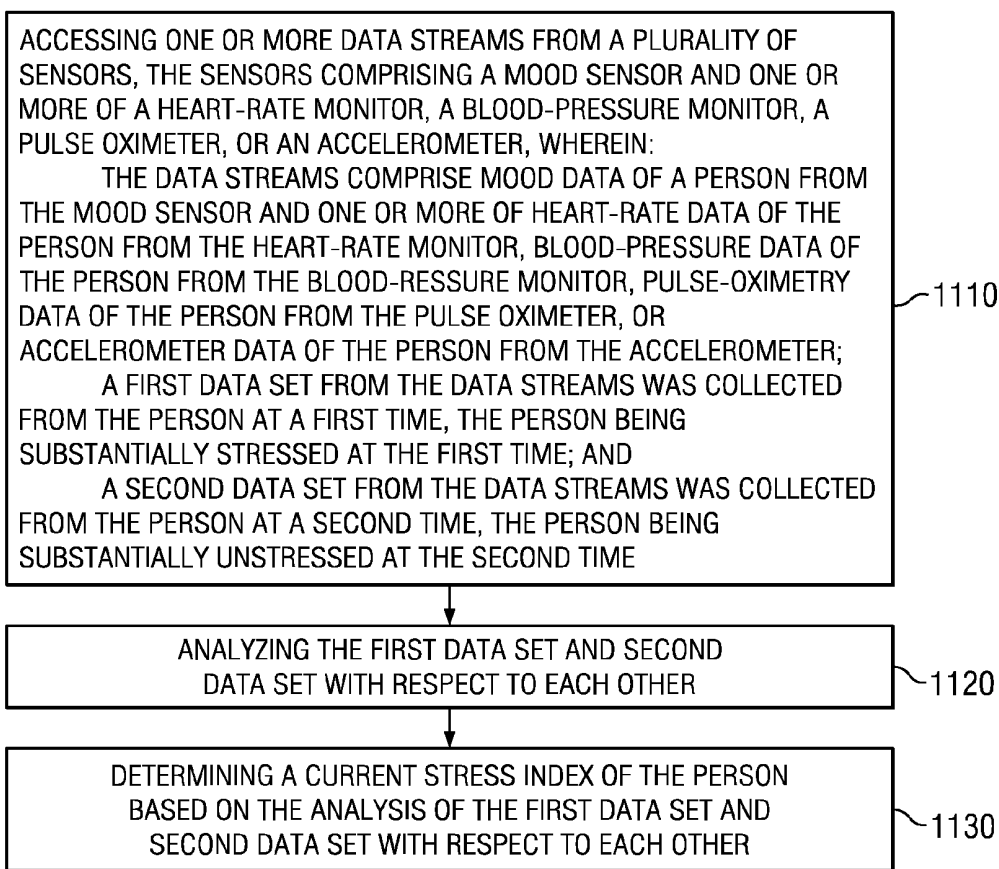 ACCESSING ONE OR MORE DATA STREAMS FROM A PLURALITY OF
SENSORS, THE SENSORS COMPRISING A MOOD SENSOR AND ONE OR
MORE OF A HEART-RATE MONITOR, A BLOOD-PRESSURE MONITOR, A
PULSE OXIMETER, OR AN ACCELEROMETER, WHEREIN:
THE DATA STREAMS COMPRISE MOOD DATA OF A PERSON FROM
THE MOOD SENSOR AND ONE OR MORE OF HEART-RATE DATA OF THE
PERSON FROM THE HEART-RATE MONITOR, BLOOD-PRESSURE DATA OF
THE PERSON FROM THE BLOOD-RESSURE MONITOR, PULSE-OXIMETRY
DATA OF THE PERSON FROM THE PULSE OXIMETER, OR
ACCELEROMETER DATA OF THE PERSON FROM THE ACCELEROMETER;
A FIRST DATA SET FROM THE DATA STREAMS WAS COLLECTED
FROM THE PERSON AT A FIRST TIME, THE PERSON BEING
SUBSTANTIALLY STRESSED AT THE FIRST TIME; AND
A SECOND DATA SET FROM THE DATA STREAMS WAS COLLECTED
FROM THE PERSON AT A SECOND TIME, THE PERSON BEING
SUBSTANTIALLY UNSTRESSED AT THE SECOND TIME
1110
ANALYZING THE FIRST DATA SET AND SECOND
DATA SET WITH RESPECT TO EACH OTHER
1120
DETERMINING A CURRENT STRESS INDEX OF THE PERSON
BASED ON THE ANALYSIS OF THE FIRST DATA SET AND
SECOND DATA SET WITH RESPECT TO EACH OTHER
1130